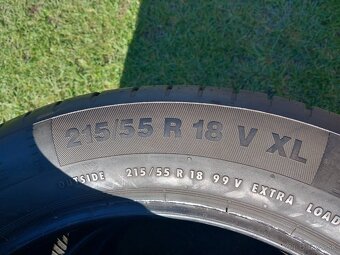 215/55 R 18 V XL
OUTSIDE 215/55 R 18 99 V EXTRA LOAD